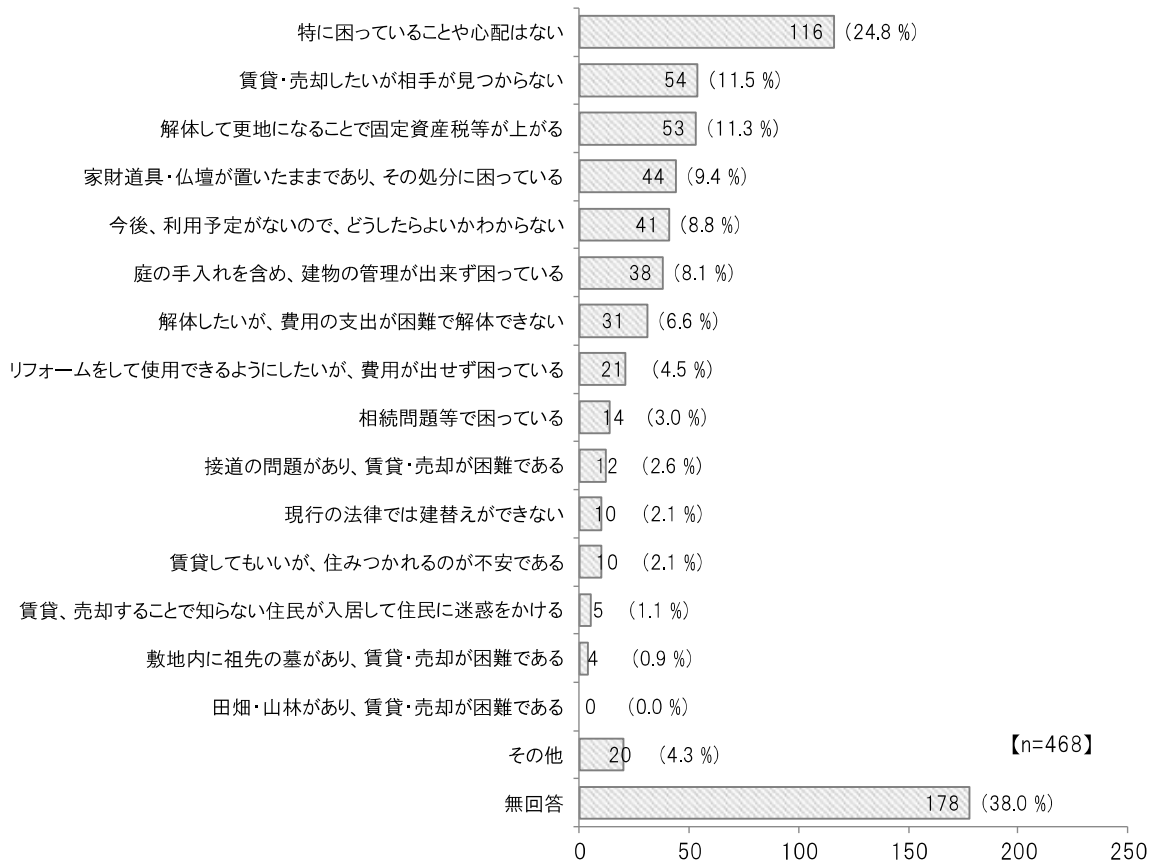 特に困っていることや心配はない 116 (24.8 %)
賃貸・売却したいが相手が見つからない 54 (11.5 %)
解体して更地になることで固定資産税等が上がる 53 (11.3 %)
家財道具・仏壇が置いたままであり、その処分に困っている 44 (9.4 %)
今後、利用予定がないので、どうしたらよいかわからない 41 (8.8 %)
庭の手入れを含め、建物の管理が出来ず困っている 38 (8.1 %)
解体したいが、費用の支出が困難で解体できない 31 (6.6 %)
リフォームをして使用できるようにしたいが、費用が出せず困っている 21 (4.5 %)
相続問題等で困っている 14 (3.0 %)
接道の問題があり、賃貸・売却が困難である 12 (2.6 %)
現行の法律では建替えができない 10 (2.1 %)
賃貸してもいいが、住みつかれるのが不安である 10 (2.1 %)
賃貸、売却することで知らない住民が入居して住民に迷惑をかける 5 (1.1 %)
敷地内に祖先の墓があり、賃貸・売却が困難である 4 (0.9 %)
田畑・山林があり、賃貸・売却が困難である 0 (0.0 %)
【n=468】
その他 20 (4.3 %)
無回答 178 (38.0 %)
0 50 100 150 200 250